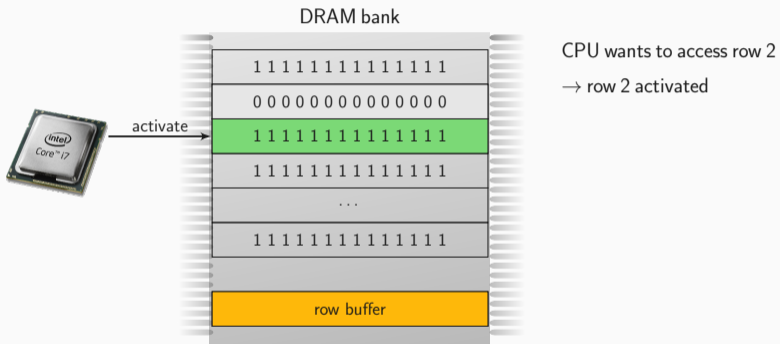 DRAM bank
CPU wants to access row 2
→ row 2 activated
1 1 1 1 1 1 1 1 1 1 1 1 1 1
0 0 0 0 0 0 0 0 0 0 0 0 0 0
activate
1 1 1 1 1 1 1 1 1 1 1 1 1 1
intel
Core™ i7
1 1 1 1 1 1 1 1 1 1 1 1 1 1
...
1 1 1 1 1 1 1 1 1 1 1 1 1 1
row buffer